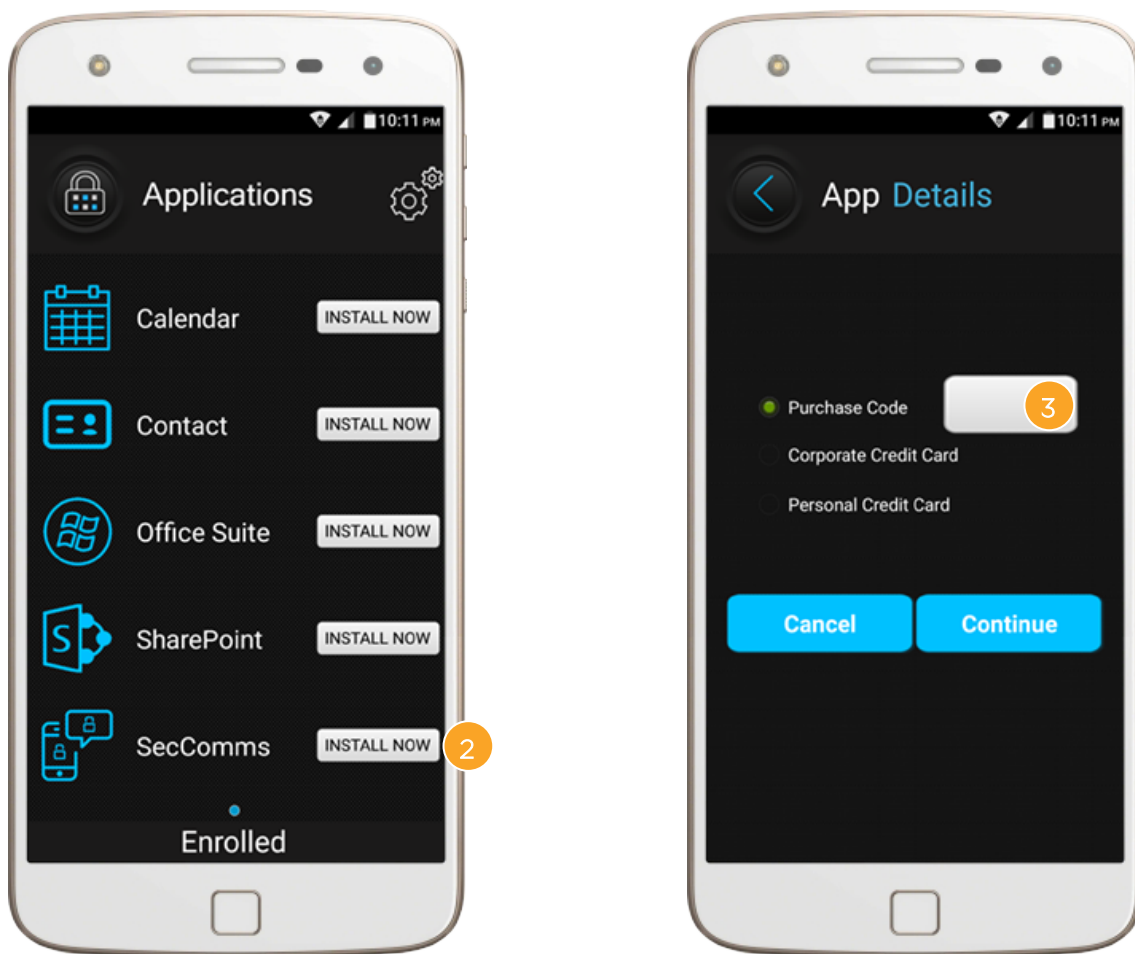 10:11 PM
Applications
Calendar INSTALL NOW
Contact INSTALL NOW
Office Suite INSTALL NOW
SharePoint INSTALL NOW
S
SecComms INSTALL NOW 2
Enrolled
10:11 PM
App Details
Purchase Code 3
Corporate Credit Card
Personal Credit Card
Cancel Continue